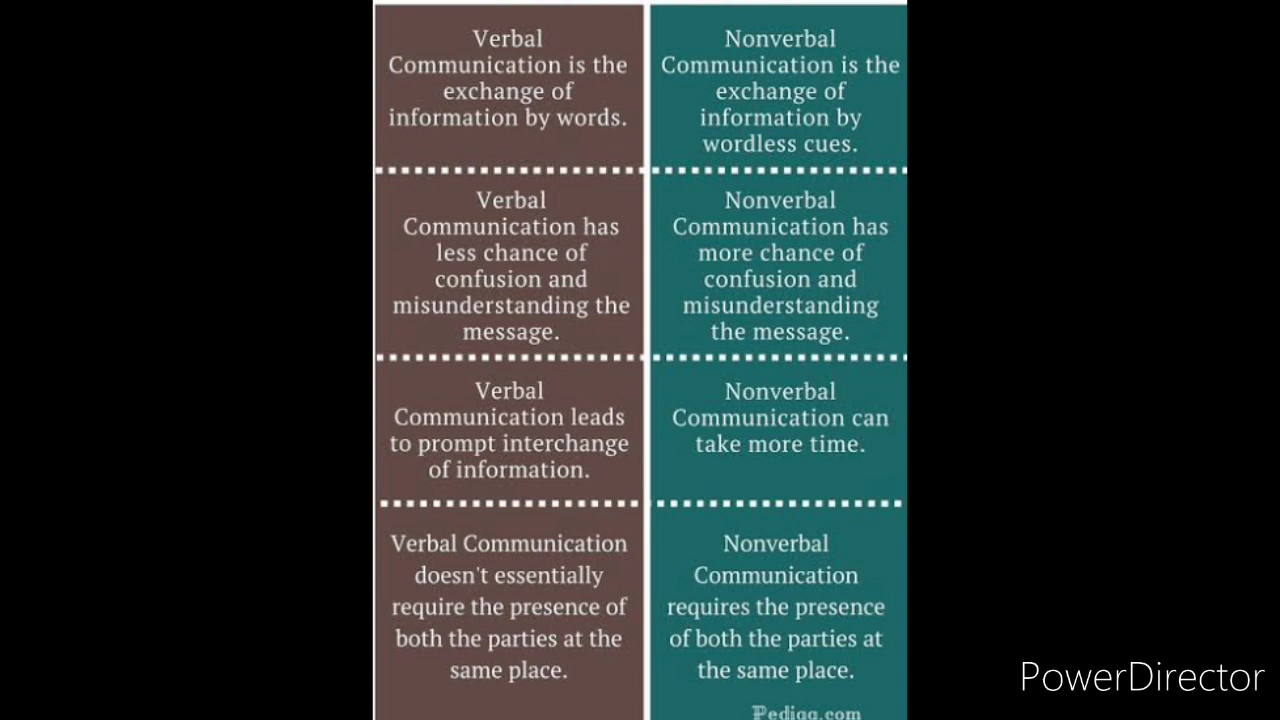 Verbal
Communication is the
exchange of
information by words.
Nonverbal
Communication is the
exchange of
information by
wordless cues.
Verbal
Communication has
less chance of
confusion and
misunderstanding the
message.
Nonverbal
Communication has
more chance of
confusion and
misunderstanding
the message.
Verbal
Communication leads
to prompt interchange
of information.
Nonverbal
Communication can
take more time.
Verbal Communication
doesn't essentially
require the presence of
both the parties at the
same place.
Nonverbal
Communication
requires the presence
of both the parties at
the same place.
Pediaa.com
PowerDirector